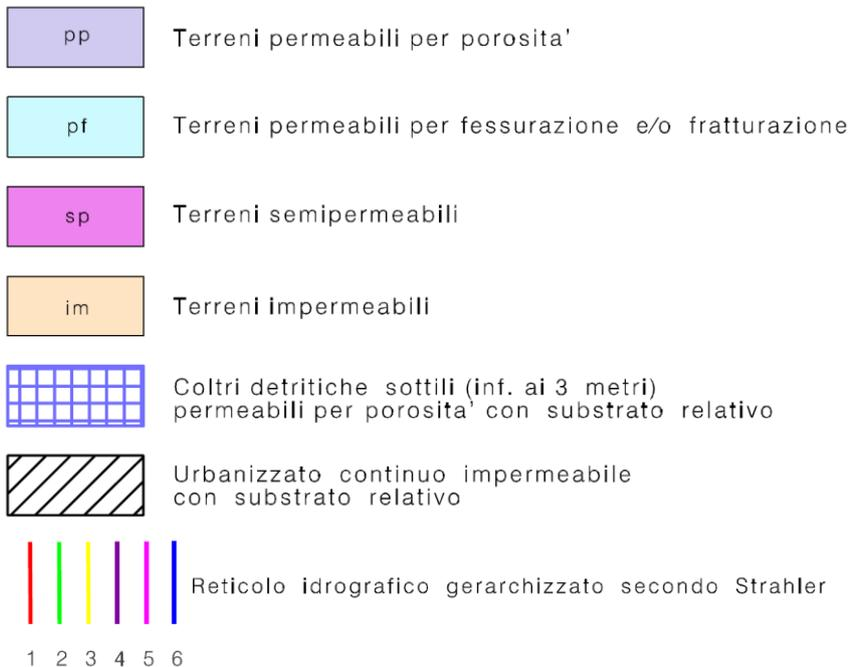 pp Terreni permeabili per porosita'
pf Terreni permeabili per fessurazione e/o fratturazione
sp Terreni semipermeabili
im Terreni impermeabili
Coltri detritiche sottili (inf. ai 3 metri)
permeabili per porosita' con substrato relativo
Urbanizzato continuo impermeabile
con substrato relativo
Reticolo idrografico gerarchizzato secondo Strahler
1 2 3 4 5 6